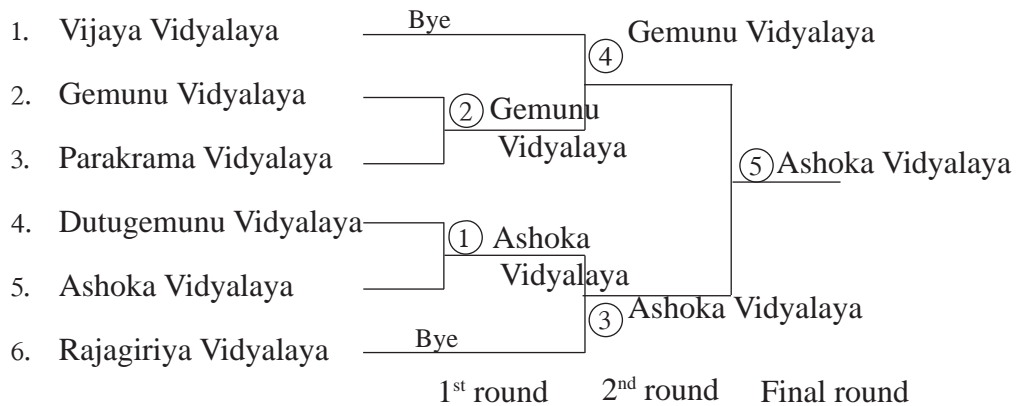 Bye
Gemunu Vidyalaya
1. Vijaya Vidyalaya
④
2. Gemunu Vidyalaya
② Gemunu
Vidyalaya
3. Parakrama Vidyalaya
⑤ Ashoka Vidyalaya
4. Dutugemunu Vidyalaya
① Ashoka
Vidyalaya
5. Ashoka Vidyalaya
③ Ashoka Vidyalaya
Bye
6. Rajagiriya Vidyalaya
1st round 2nd round Final round